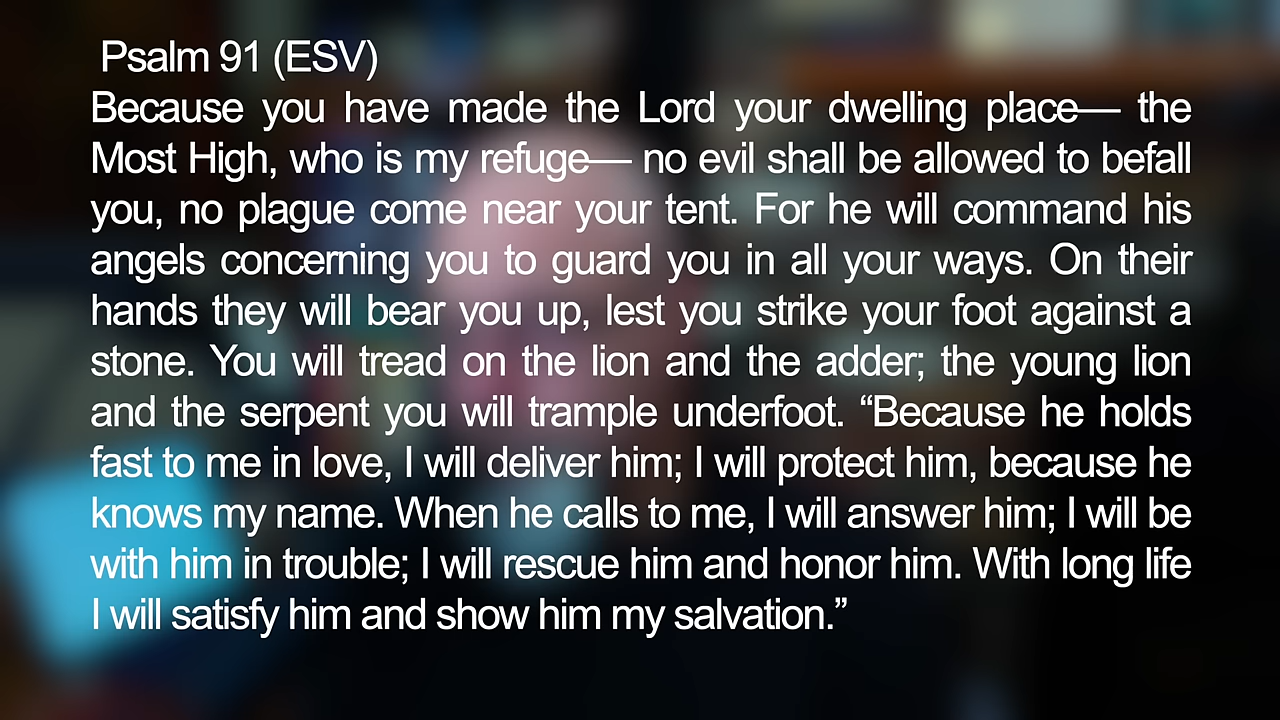 Psalm 91 (ESV)
Because you have made the Lord your dwelling place— the
Most High, who is my refuge— no evil shall be allowed to befall
you, no plague come near your tent. For he will command his
angels concerning you to guard you in all your ways. On their
hands they will bear you up, lest you strike your foot against a
stone. You will tread on the lion and the adder; the young lion
and the serpent you will trample underfoot. “Because he holds
fast to me in love, I will deliver him; I will protect him, because he
knows my name. When he calls to me, I will answer him; I will be
with him in trouble; I will rescue him and honor him. With long life
I will satisfy him and show him my salvation.”